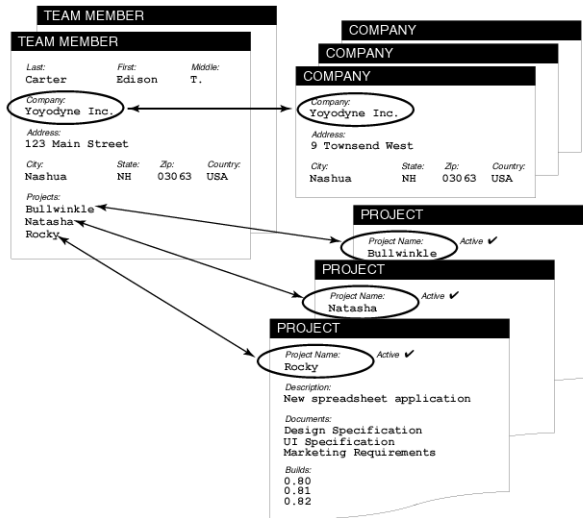 TEAM MEMBER
TEAM MEMBER
Last: First: Middle:
Carter Edison T.
Company:
Yoyodyne Inc.
Address:
123 Main Street
City: State: Zip: Country:
Nashua NH 03063 USA
Projects:
Bullwinkle
Natasha
Rocky
COMPANY
COMPANY
COMPANY
Company:
Yoyodyne Inc.
Address:
9 Townsend West
City: State: Zip: Country:
Nashua NH 03063 USA
PROJECT
Project Name: Active ✔
Bullwinkle
PROJECT
Project Name: Active ✔
Natasha
PROJECT
Project Name: Active ✔
Rocky
Description:
New spreadsheet application
Documents:
Design Specification
UI Specification
Marketing Requirements
Builds:
0.80
0.81
0.82